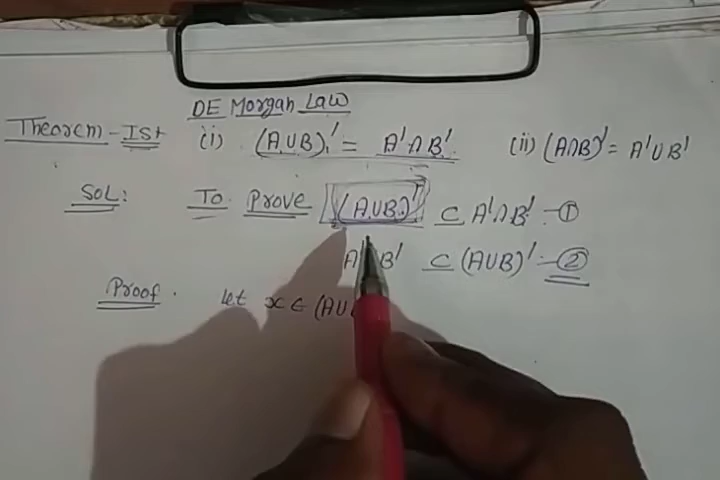 DE Morgan Law
Theorem-Ist (i) (A∪B)' = A'∩B' (ii) (A∩B)' = A'∪B'
SOL: To Prove (A∪B)' ⊂ A'∩B' -①
B' ⊂ (A∪B)' -②
Proof. Let x ∈ (A∪